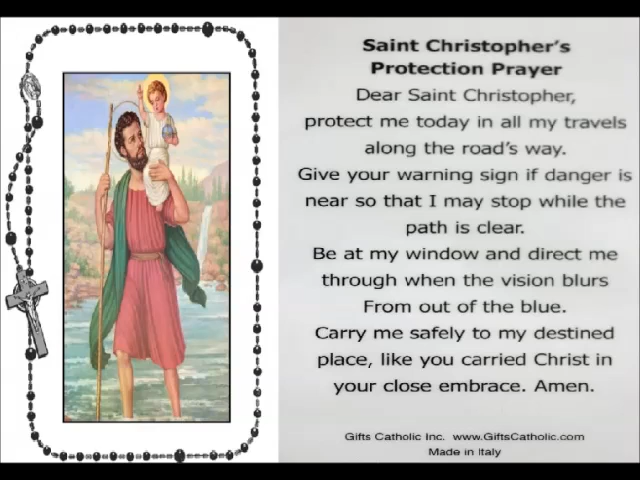 Saint Christopher's
Protection Prayer
Dear Saint Christopher,
protect me today in all my travels
along the road's way.
Give your warning sign if danger is
near so that I may stop while the
path is clear.
Be at my window and direct me
through when the vision blurs
From out of the blue.
Carry me safely to my destined
place, like you carried Christ in
your close embrace. Amen.
Gifts Catholic Inc. www.GiftsCatholic.com
Made in Italy